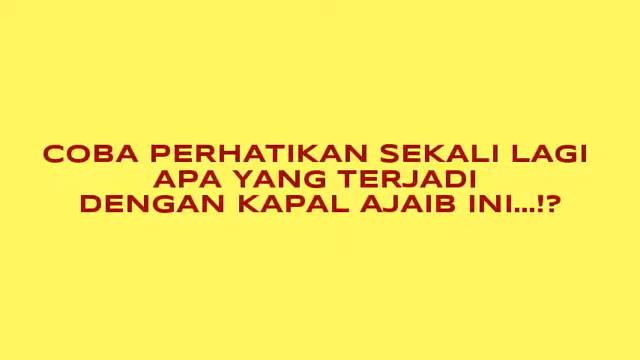 COBA PERHATIKAN SEKALI LAGI
APA YANG TERJADI
DENGAN KAPAL AJAIB INI...!?